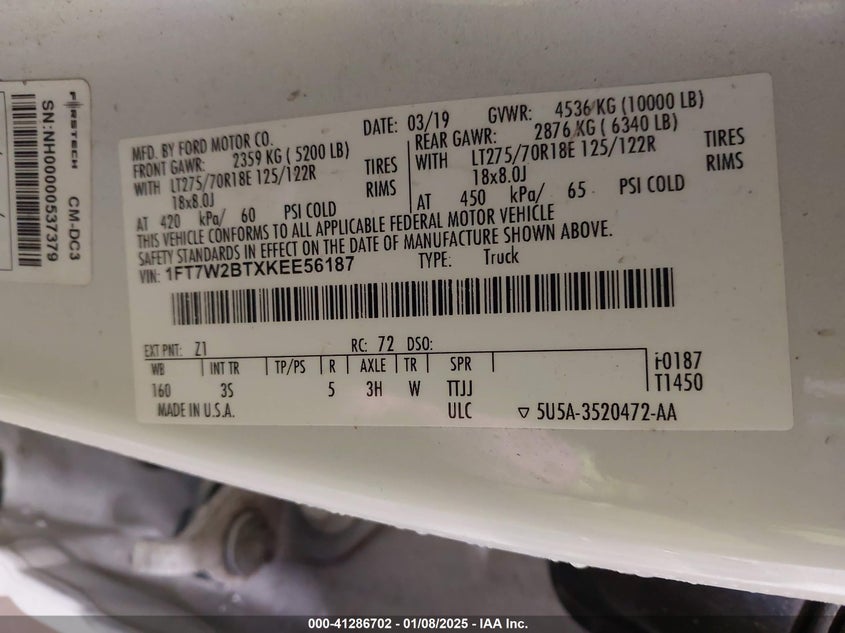 FIRSTECH CM-DC3
SN:NH00000537379
MFD. BY FORD MOTOR CO.
DATE: 03/19 GVWR: 4536 KG (10000 LB)
FRONT GAWR: 2359 KG ( 5200 LB)
REAR GAWR: 2876 KG ( 6340 LB)
WITH LT275/70R18E 125/122R TIRES
WITH LT275/70R18E 125/122R TIRES
18x8.0J RIMS
18x8.0J RIMS
AT 420 kPa/ 60 PSI COLD
AT 450 kPa/ 65 PSI COLD
THIS VEHICLE CONFORMS TO ALL APPLICABLE FEDERAL MOTOR VEHICLE
SAFETY STANDARDS IN EFFECT ON THE DATE OF MANUFACTURE SHOWN ABOVE.
VIN: 1FT7W2BTXKEE56187 TYPE: Truck
EXT PNT: Z1 RC: 72 DSO:
WB INT TR TP/PS R AXLE TR SPR
160 3S 5 3H W TTJJ
i-0187
T1450
MADE IN U.S.A. ULC ▽ 5U5A-3520472-AA
000-41286702 - 01/08/2025 - IAA Inc.